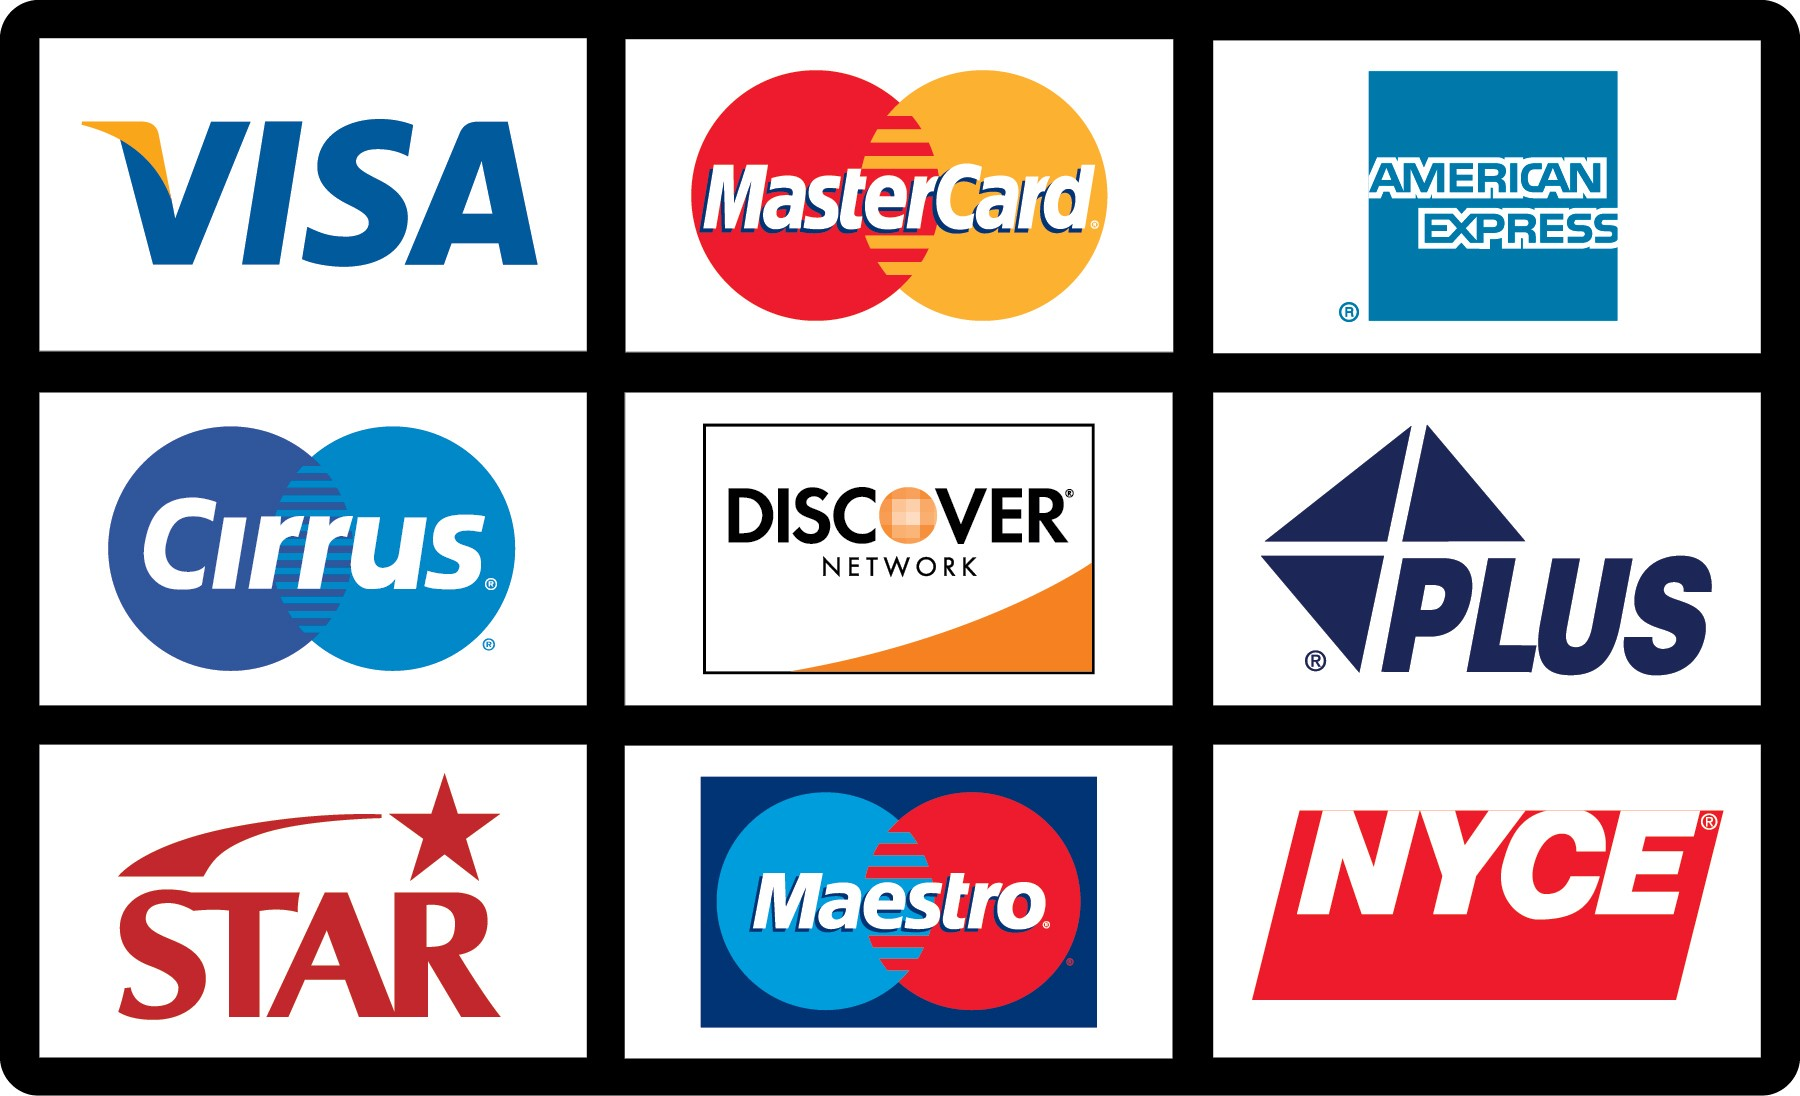 VISA
MasterCard®
AMERICAN
EXPRESS
®
Cirrus®
®
DISCOVER®
NETWORK
PLUS
®
STAR
Maestro®
®
NYCE®